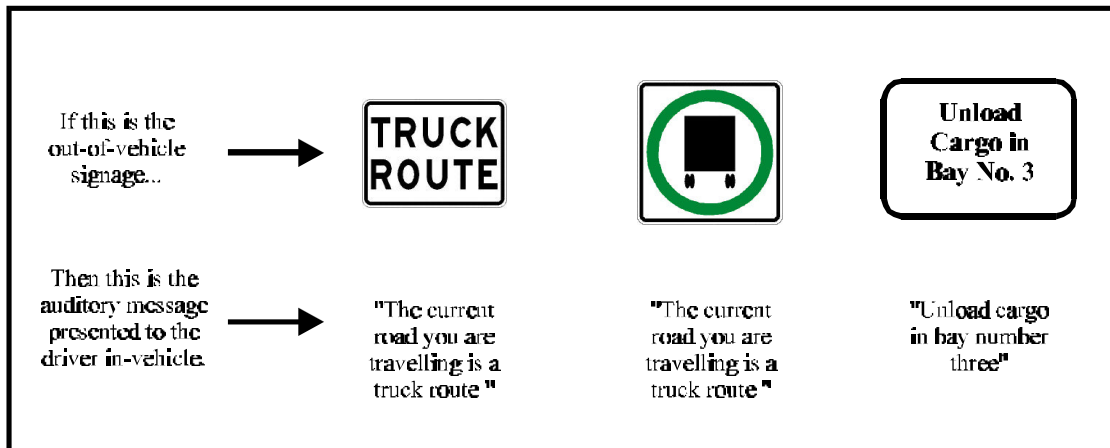 If this is the
out-of-vehicle
signage...
TRUCK
ROUTE
Unload
Cargo in
Bay No. 3
Then this is the
auditory message
presented to the
driver in-vehicle.
"The current
road you are
travelling is a
truck route "
"The current
road you are
travelling is a
truck route "
"Unload cargo
in bay number
three"